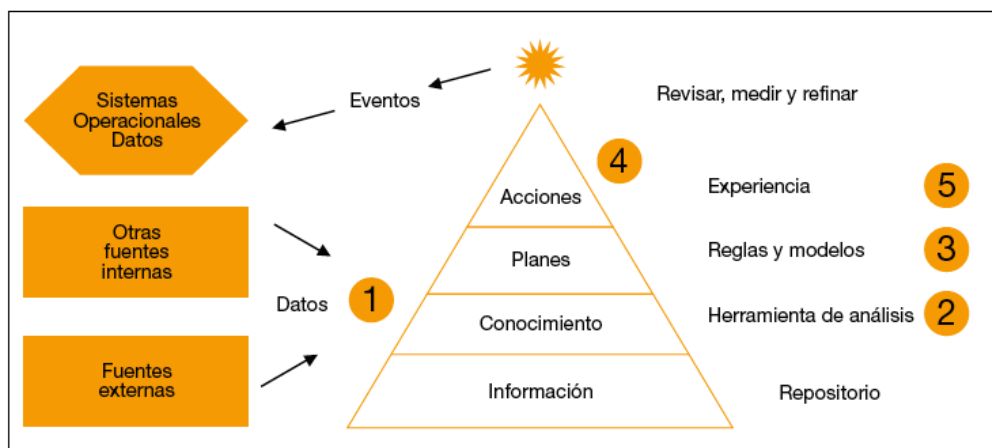 Sistemas
Operacionales
Datos
Eventos
Revisar, medir y refinar
4
Acciones
Experiencia
5
Otras
fuentes
internas
Planes
Reglas y modelos
3
Datos
1
Conocimiento
Herramienta de análisis
2
Fuentes
externas
Información
Repositorio